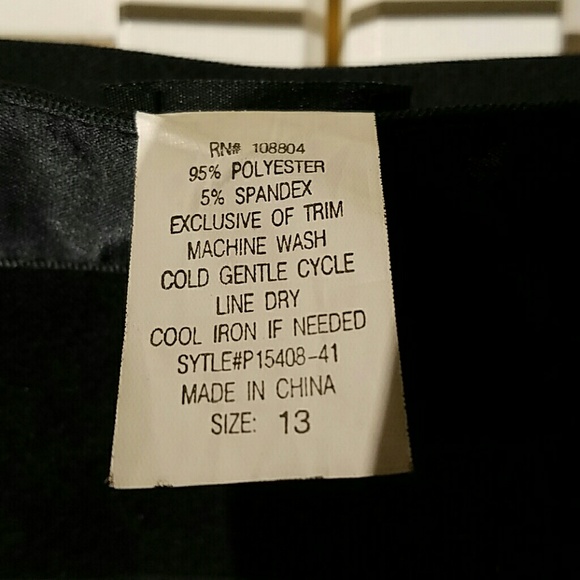 RN# 108804
95% POLYESTER
5% SPANDEX
EXCLUSIVE OF TRIM
MACHINE WASH
COLD GENTLE CYCLE
LINE DRY
COOL IRON IF NEEDED
SYTLE#P15408-41
MADE IN CHINA
SIZE: 13